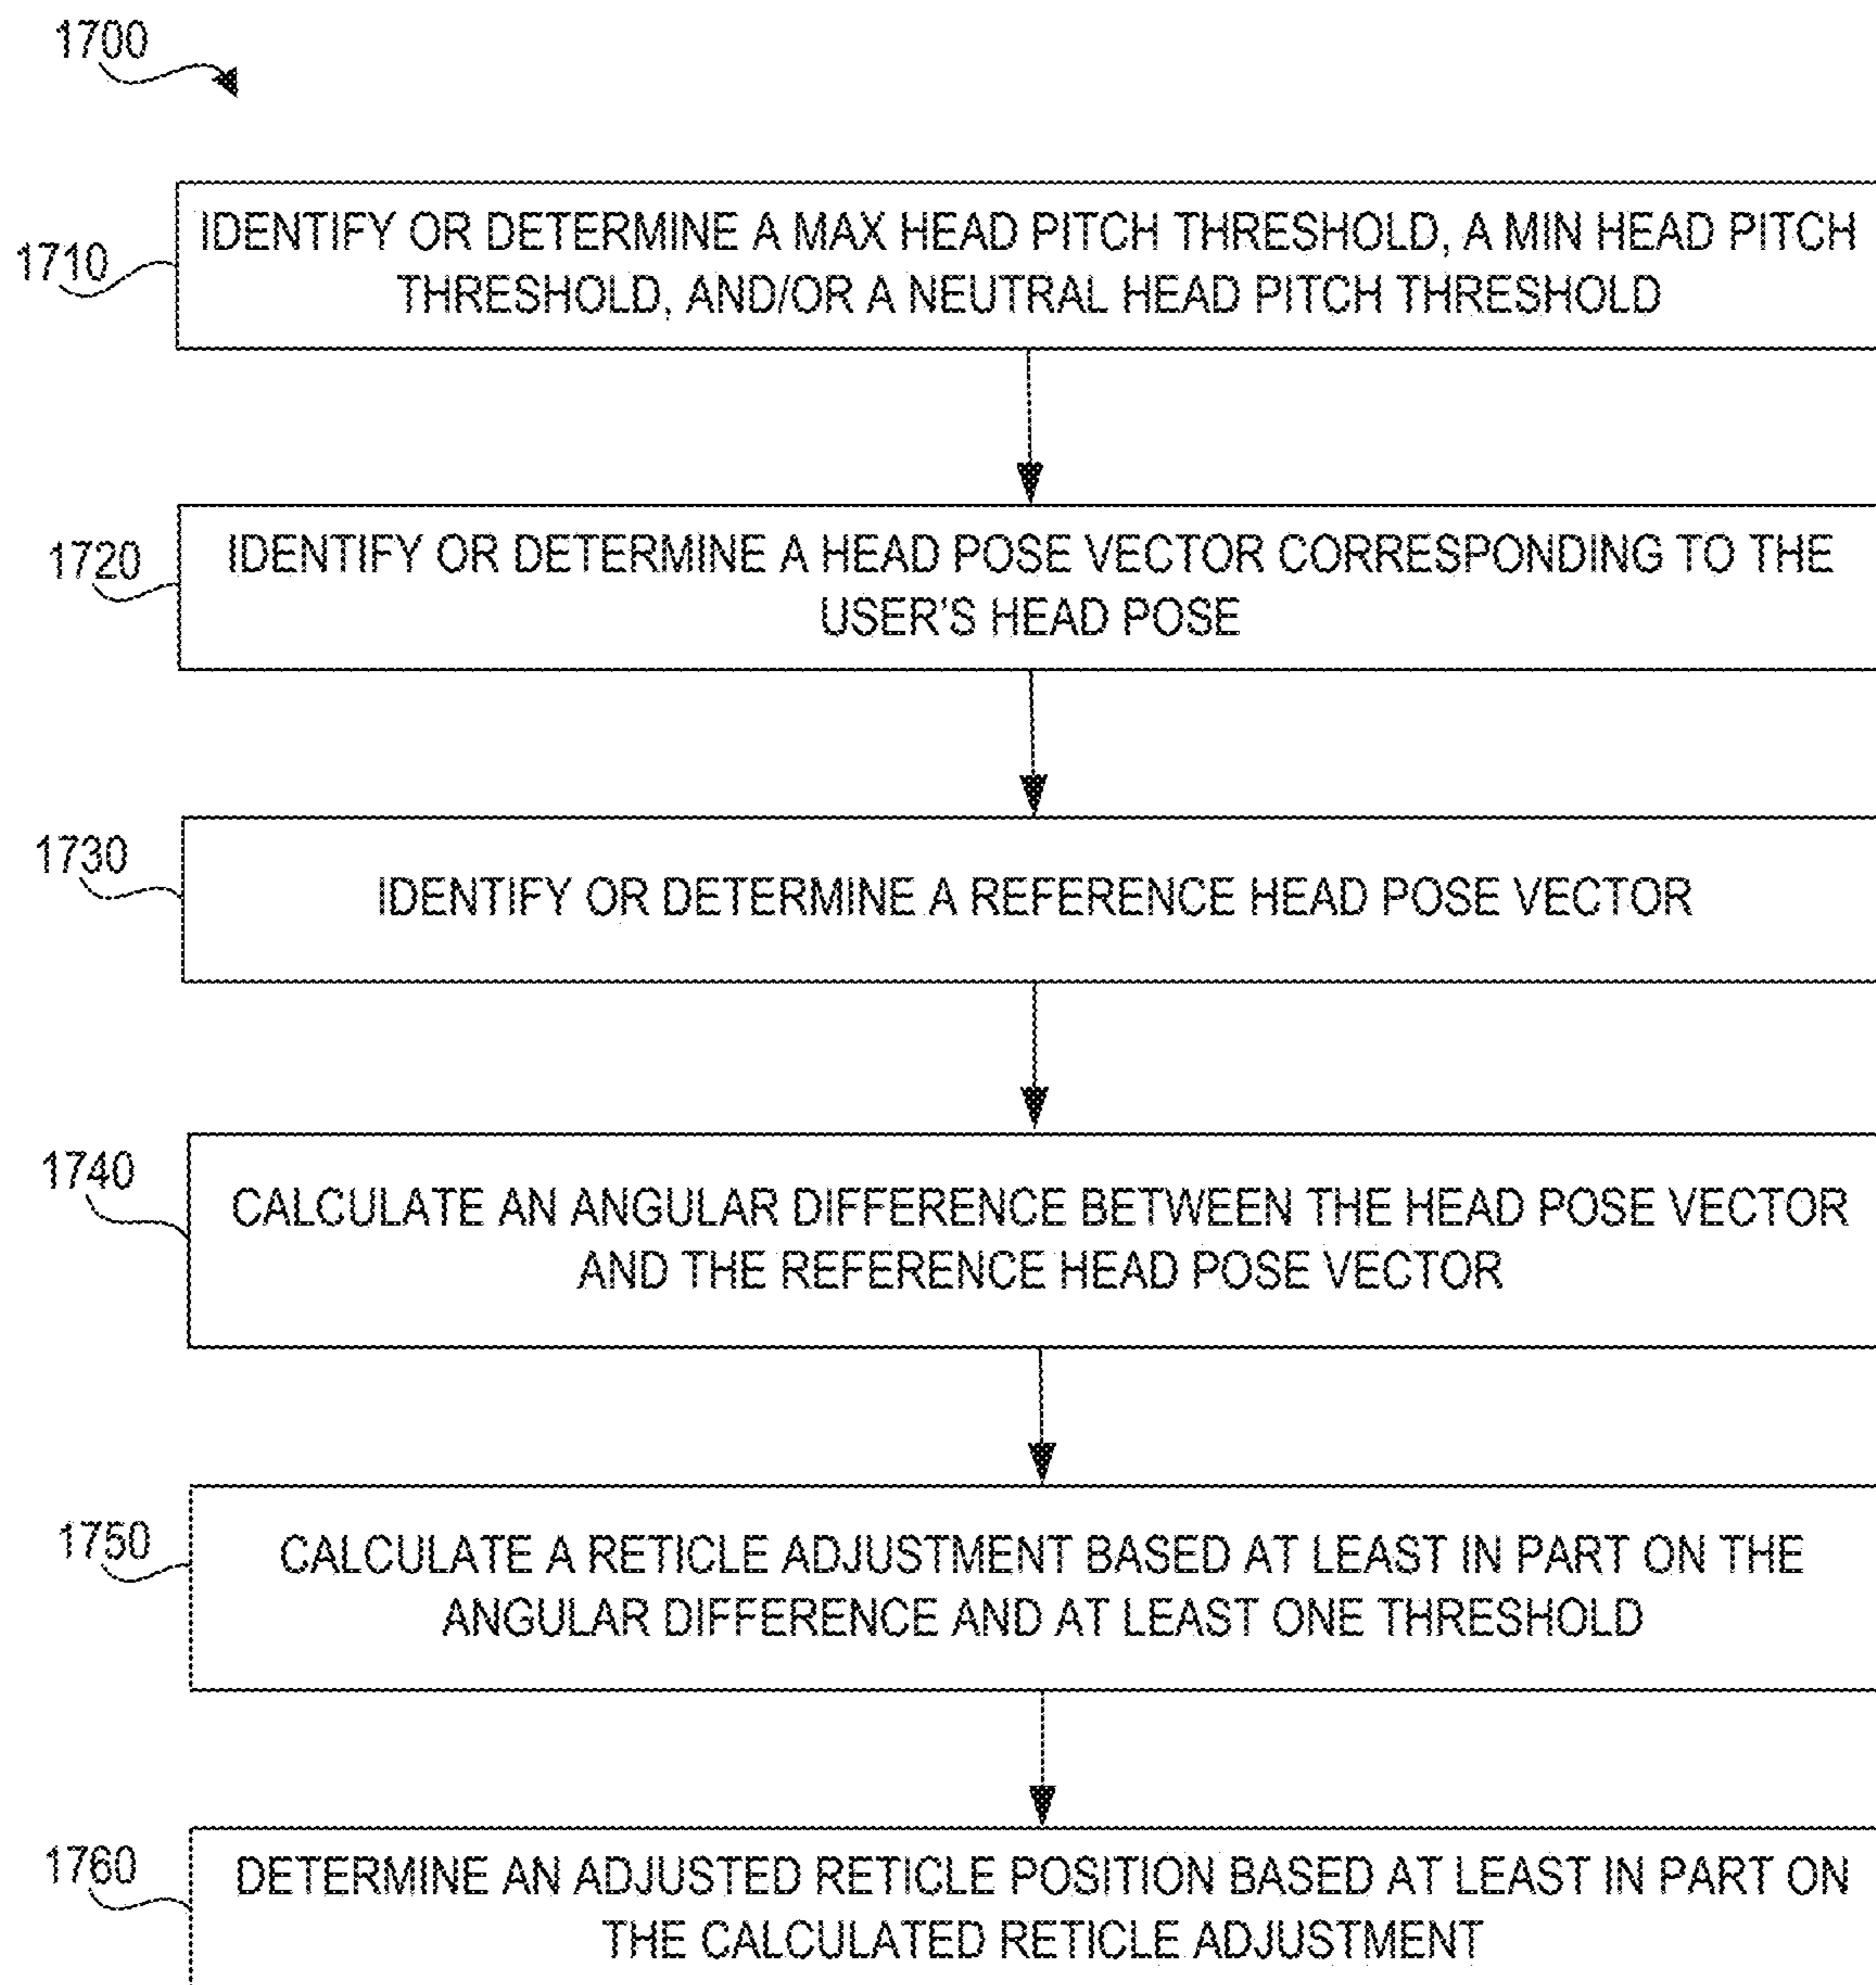 1700
1710
IDENTIFY OR DETERMINE A MAX HEAD PITCH THRESHOLD, A MIN HEAD PITCH
THRESHOLD, AND/OR A NEUTRAL HEAD PITCH THRESHOLD
1720
IDENTIFY OR DETERMINE A HEAD POSE VECTOR CORRESPONDING TO THE
USER'S HEAD POSE
1730
IDENTIFY OR DETERMINE A REFERENCE HEAD POSE VECTOR
1740
CALCULATE AN ANGULAR DIFFERENCE BETWEEN THE HEAD POSE VECTOR
AND THE REFERENCE HEAD POSE VECTOR
1750
CALCULATE A RETICLE ADJUSTMENT BASED AT LEAST IN PART ON THE
ANGULAR DIFFERENCE AND AT LEAST ONE THRESHOLD
1760
DETERMINE AN ADJUSTED RETICLE POSITION BASED AT LEAST IN PART ON
THE CALCULATED RETICLE ADJUSTMENT